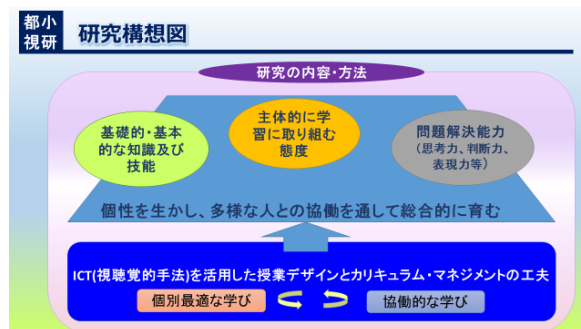 都小
視研
研究構想図
研究の内容・方法
基礎的・基本
的な知識及び
技能
主体的に学
習に取り組む
態度
問題解決能力
(思考力、判断力、
表現力等)
個性を生かし、多様な人との協働を通して総合的に育む
ICT(視聴覚的手法)を活用した授業デザインとカリキュラム・マネジメントの工夫
個別最適な学び
協働的な学び